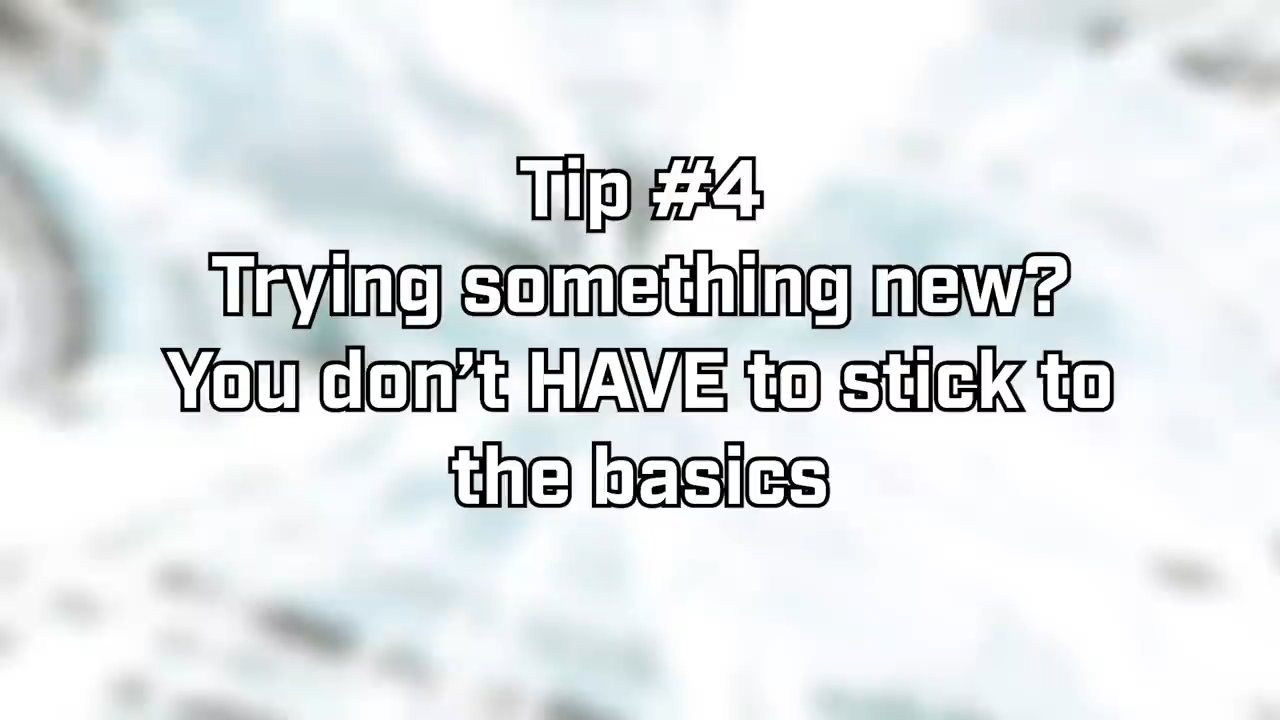 Tip #4
Trying something new?
You don’t HAVE to stick to
the basics